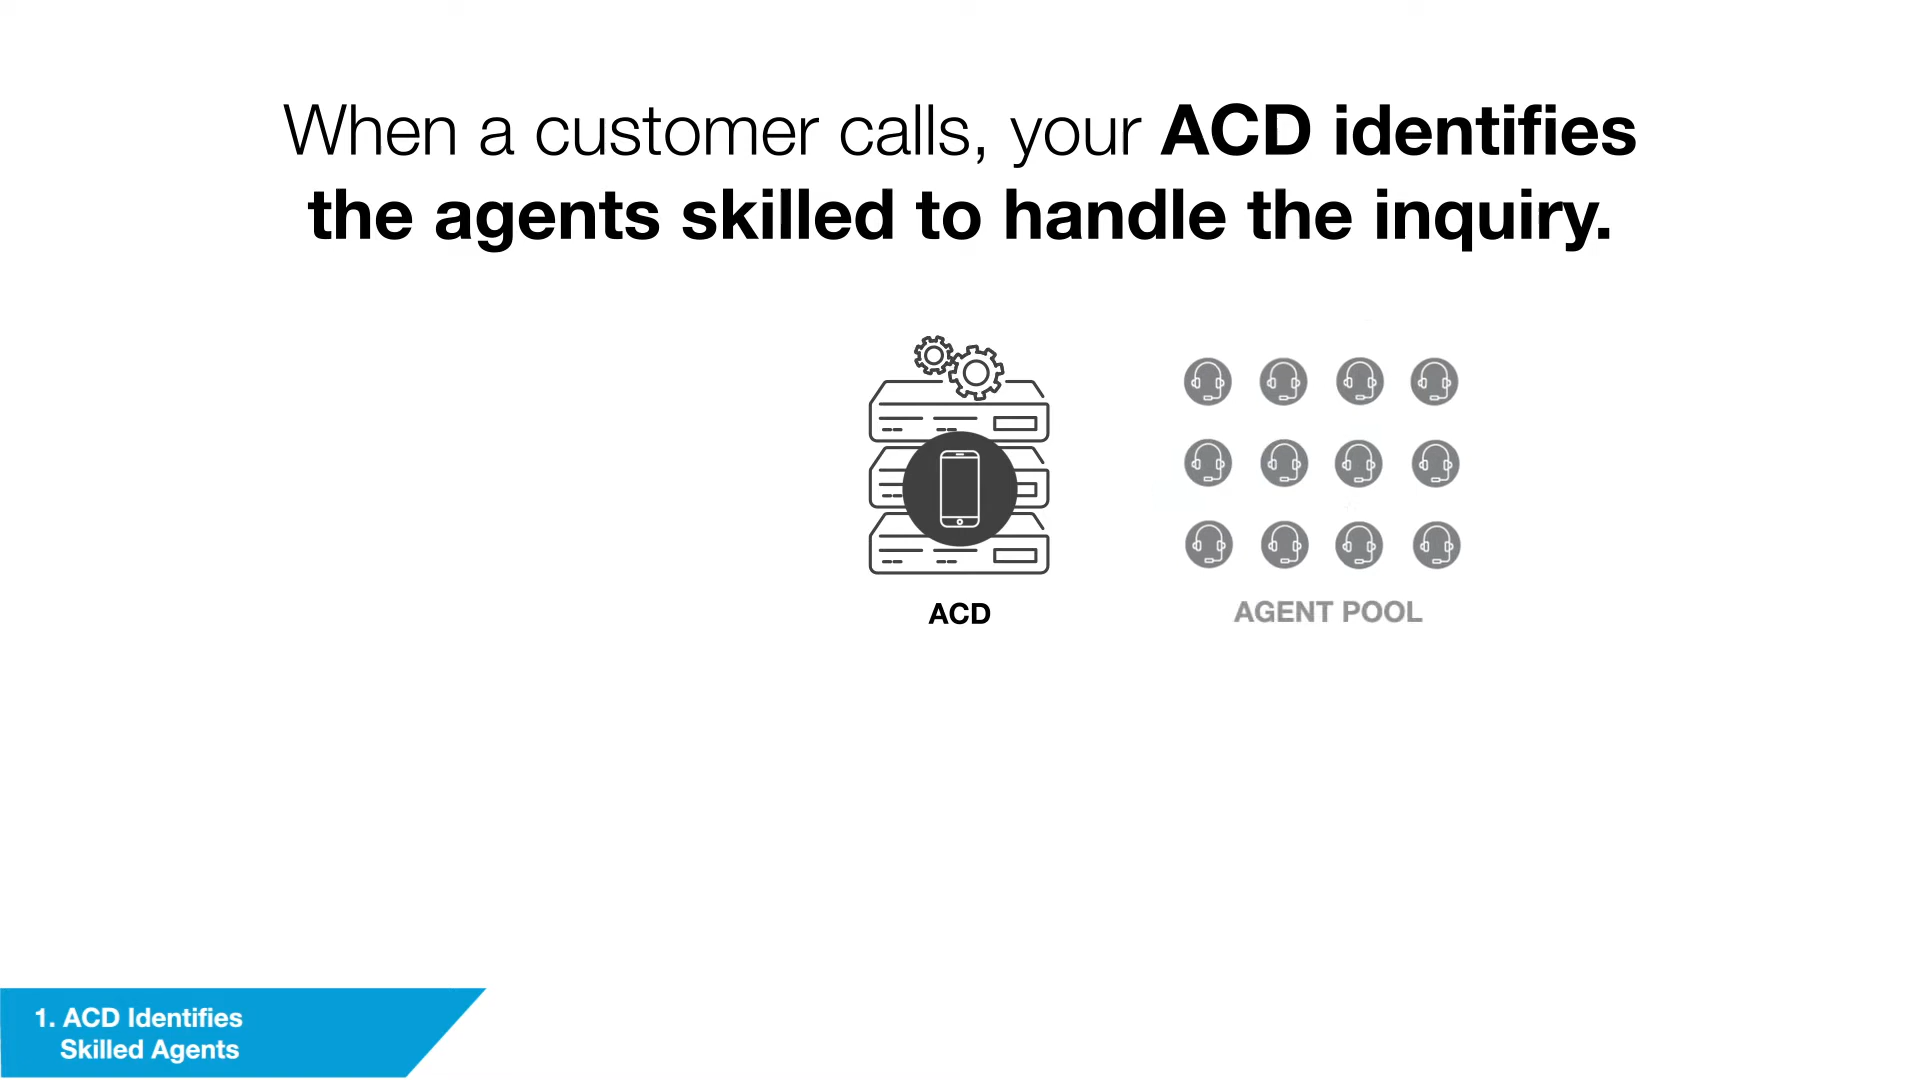 When a customer calls, your ACD identifies
the agents skilled to handle the inquiry.
ACD
AGENT POOL
1. ACD Identifies
Skilled Agents